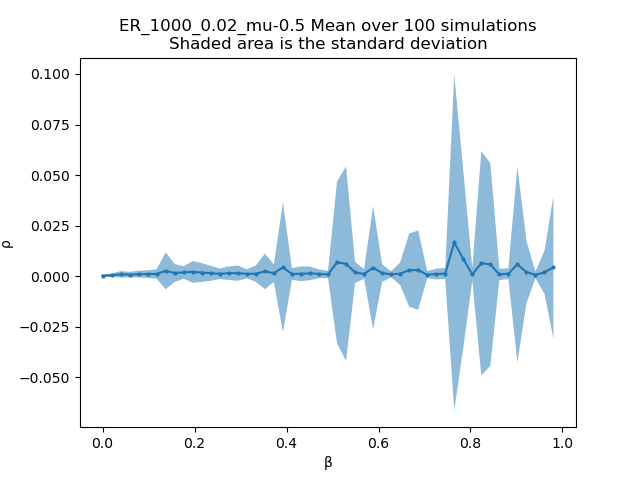 ER_1000_0.02_mu-0.5 Mean over 100 simulations
Shaded area is the standard deviation
0.100
0.075
0.050
0.025
0.000
−0.025
−0.050
ρ
0.0 0.2 0.4 0.6 0.8 1.0
β